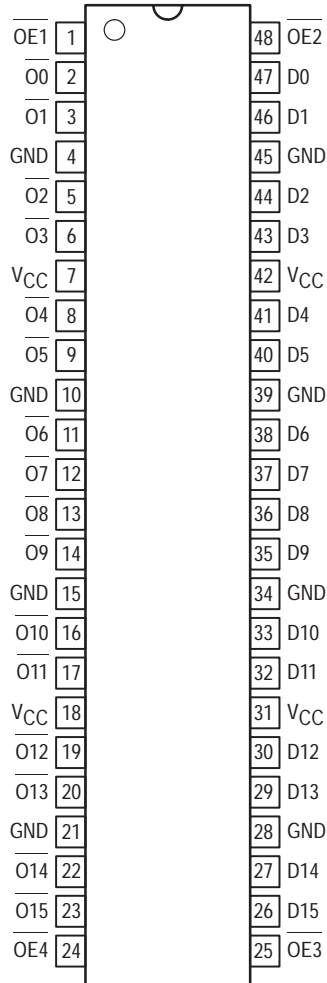 OE1 1 48 OE2
O0 2 47 D0
O1 3 46 D1
GND 4 45 GND
O2 5 44 D2
O3 6 43 D3
VCC 7 42 VCC
O4 8 41 D4
O5 9 40 D5
GND 10 39 GND
O6 11 38 D6
O7 12 37 D7
O8 13 36 D8
O9 14 35 D9
GND 15 34 GND
O10 16 33 D10
O11 17 32 D11
VCC 18 31 VCC
O12 19 30 D12
O13 20 29 D13
GND 21 28 GND
O14 22 27 D14
O15 23 26 D15
OE4 24 25 OE3